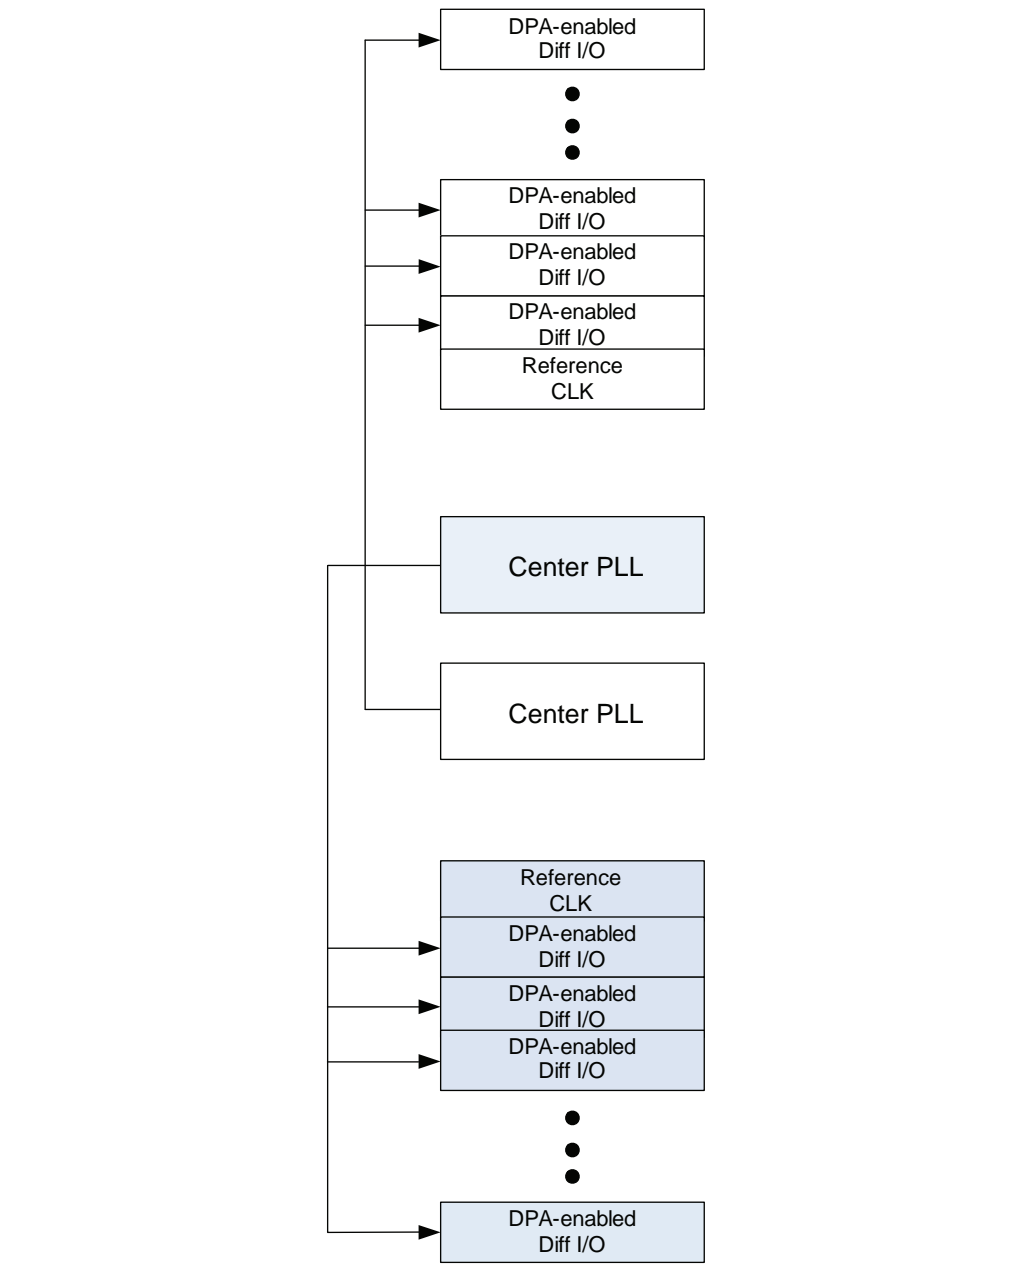 DPA-enabled
Diff I/O
DPA-enabled
Diff I/O
DPA-enabled
Diff I/O
DPA-enabled
Diff I/O
Reference
CLK
Center PLL
Center PLL
Reference
CLK
DPA-enabled
Diff I/O
DPA-enabled
Diff I/O
DPA-enabled
Diff I/O
DPA-enabled
Diff I/O